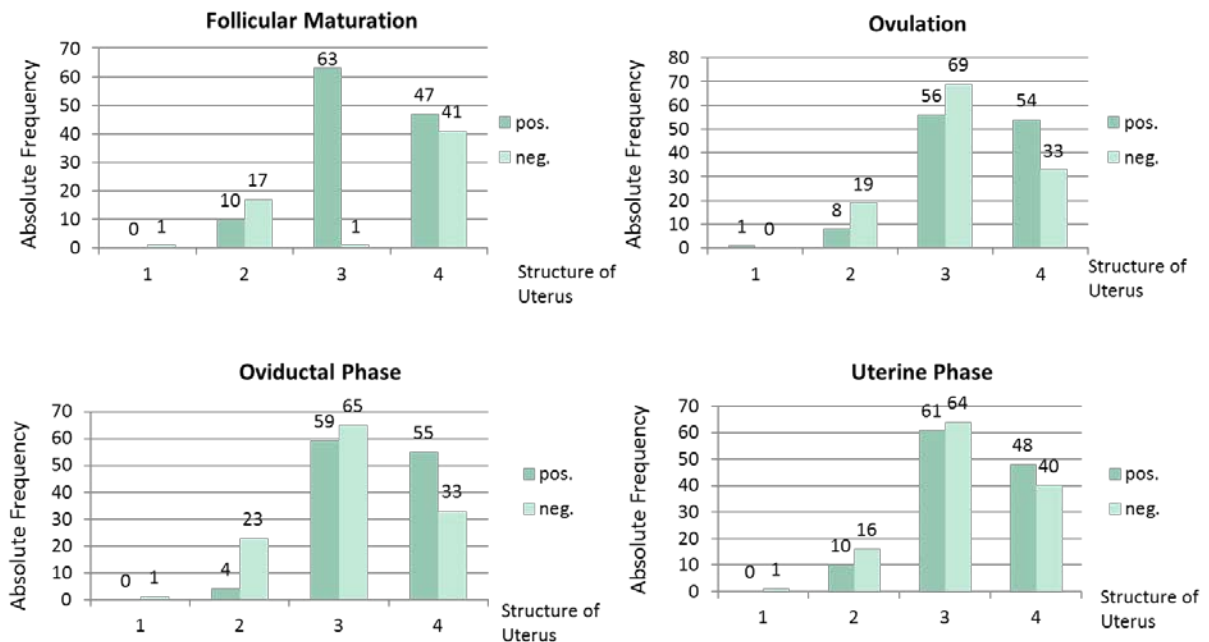 Follicular Maturation
Absolute Frequency
70
60
50
40
30
20
10
0
0 1
10 17
63 1
47 41
1 2 3 4
Structure of
Uterus
pos.
neg.
Ovulation
Absolute Frequency
80
70
60
50
40
30
20
10
0
1 0
8 19
56 69
54 33
1 2 3 4
Structure of
Uterus
pos.
neg.
Oviductal Phase
Absolute Frequency
70
60
50
40
30
20
10
0
0 1
4 23
59 65
55 33
1 2 3 4
Structure of
Uterus
pos.
neg.
Uterine Phase
Absolute Frequency
70
60
50
40
30
20
10
0
0 1
10 16
61 64
48 40
1 2 3 4
Structure of
Uterus
pos.
neg.